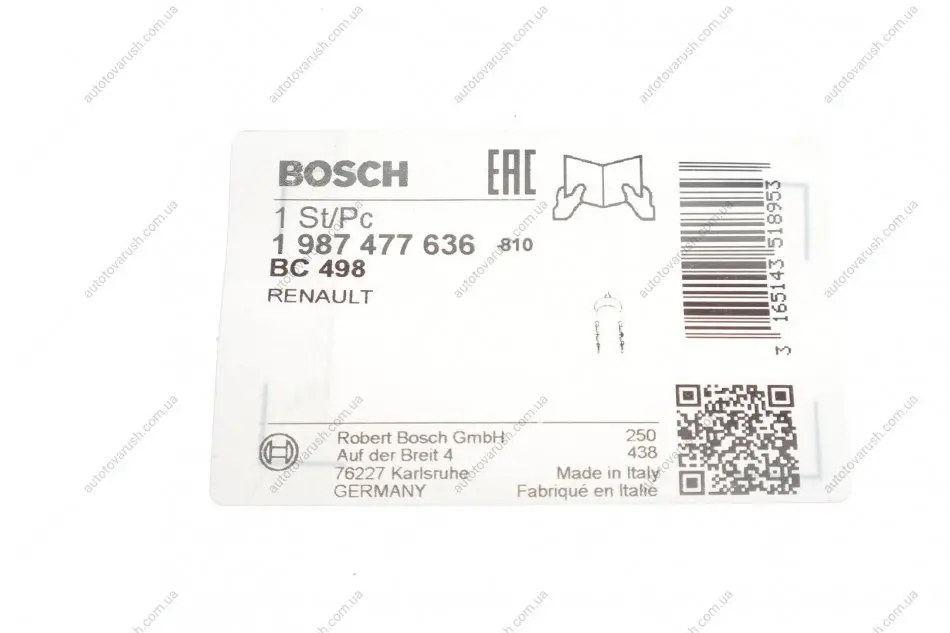 BOSCH
EAC
1 St/Pc
1 987 477 636 -810
BC 498
RENAULT
3 165143 518953
Robert Bosch GmbH
Auf der Breit 4
76227 Karlsruhe
GERMANY
250
438
Made in Italy
Fabriqué en Italie
autotovarush.com.ua